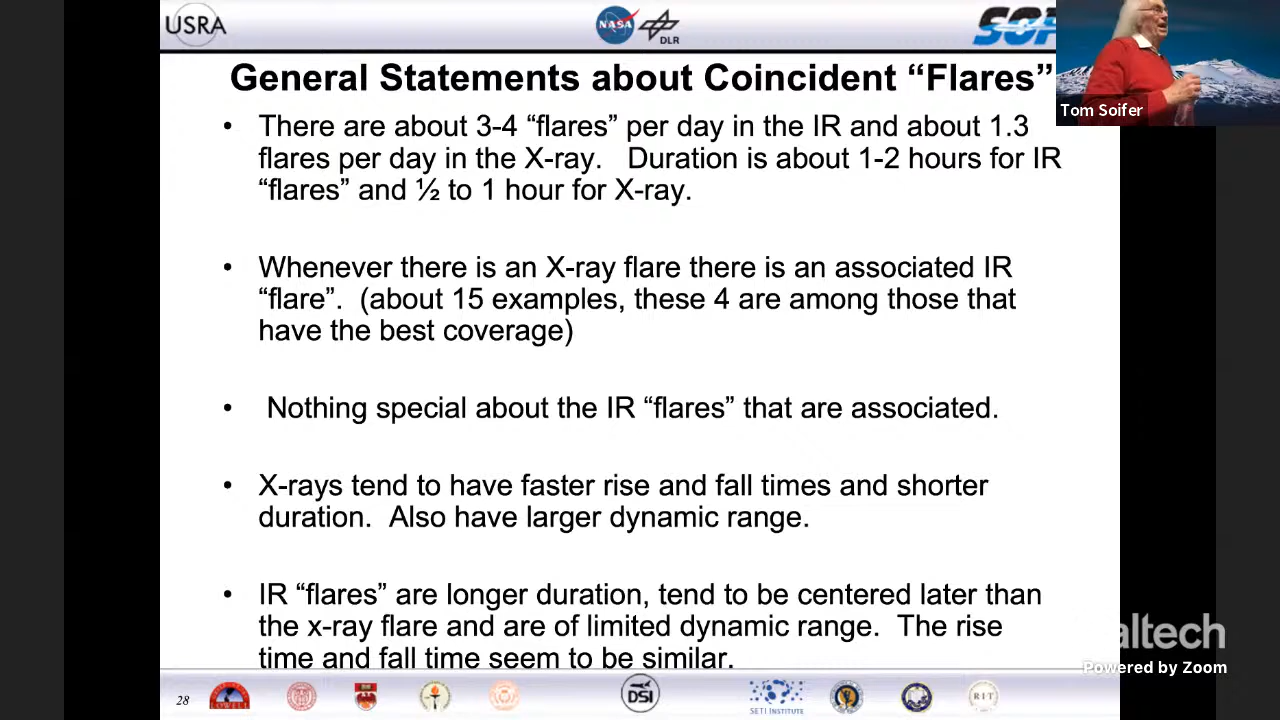 USRA
NASA
DLR
SOF
Tom Soifer
General Statements about Coincident “Flares”
• There are about 3-4 “flares” per day in the IR and about 1.3
flares per day in the X-ray. Duration is about 1-2 hours for IR
“flares” and ½ to 1 hour for X-ray.
• Whenever there is an X-ray flare there is an associated IR
“flare”. (about 15 examples, these 4 are among those that
have the best coverage)
• Nothing special about the IR “flares” that are associated.
• X-rays tend to have faster rise and fall times and shorter
duration. Also have larger dynamic range.
• IR “flares” are longer duration, tend to be centered later than
the x-ray flare and are of limited dynamic range. The rise
time and fall time seem to be similar.
altech
Powered by Zoom
28
LOWELL
DSI
SETI INSTITUTE
RIT